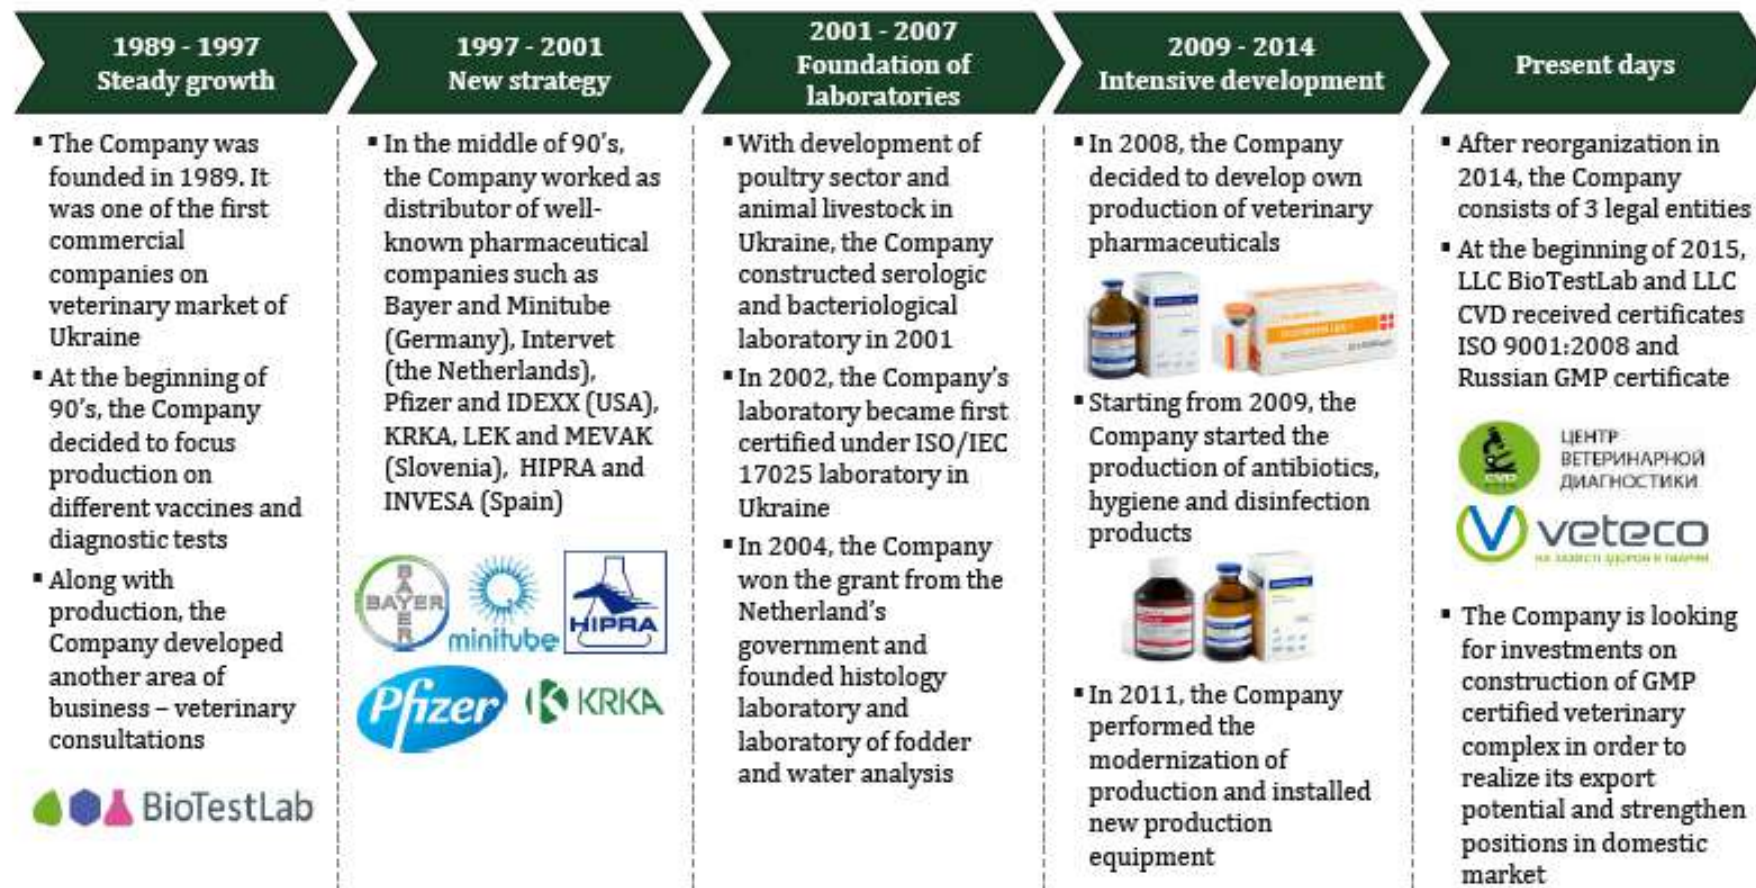 1989 - 1997
Steady growth
▪ The Company was
founded in 1989. It
was one of the first
commercial
companies on
veterinary market of
Ukraine
▪ At the beginning of
90's, the Company
decided to focus
production on
different vaccines and
diagnostic tests
▪ Along with
production, the
Company developed
another area of
business – veterinary
consultations
BioTestLab
1997 - 2001
New strategy
▪ In the middle of 90's,
the Company worked as
distributor of well-
known pharmaceutical
companies such as
Bayer and Minitube
(Germany), Intervet
(the Netherlands),
Pfizer and IDEXX (USA),
KRKA, LEK and MEVAK
(Slovenia), HIPRA and
INVESA (Spain)
BAYER
BAYER
minitube
HIPRA
Pfizer
KRKA
2001 - 2007
Foundation of
laboratories
▪ With development of
poultry sector and
animal livestock in
Ukraine, the Company
constructed serologic
and bacteriological
laboratory in 2001
▪ In 2002, the Company's
laboratory became first
certified under ISO/IEC
17025 laboratory in
Ukraine
▪ In 2004, the Company
won the grant from the
Netherland's
government and
founded histology
laboratory and
laboratory of fodder
and water analysis
2009 - 2014
Intensive development
▪ In 2008, the Company
decided to develop own
production of veterinary
pharmaceuticals
▪ Starting from 2009, the
Company started the
production of antibiotics,
hygiene and disinfection
products
▪ In 2011, the Company
performed the
modernization of
production and installed
new production
equipment
Present days
▪ After reorganization in
2014, the Company
consists of 3 legal entities
▪ At the beginning of 2015,
LLC BioTestLab and LLC
CVD received certificates
ISO 9001:2008 and
Russian GMP certificate
CVD
ЦЕНТР
ВЕТЕРИНАРНОЙ
ДИАГНОСТИКИ
veteco
▪ The Company is looking
for investments on
construction of GMP
certified veterinary
complex in order to
realize its export
potential and strengthen
positions in domestic
market